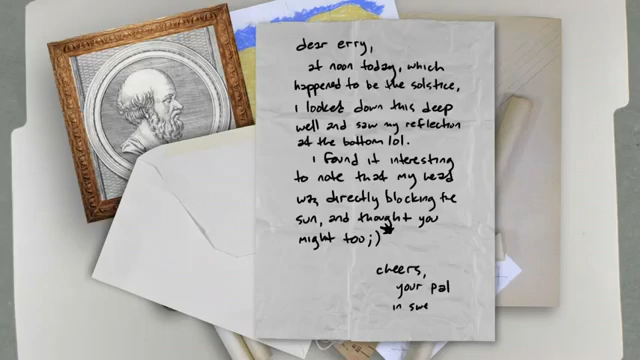 dear erry,
at noon today, which
happened to be the solstice,
i looked down this deep
well and saw my reflection
at the bottom lol.
i found it interesting
to note that my head
was directly blocking the
sun, and thought you
might too;)
cheers,
your pal
in swe